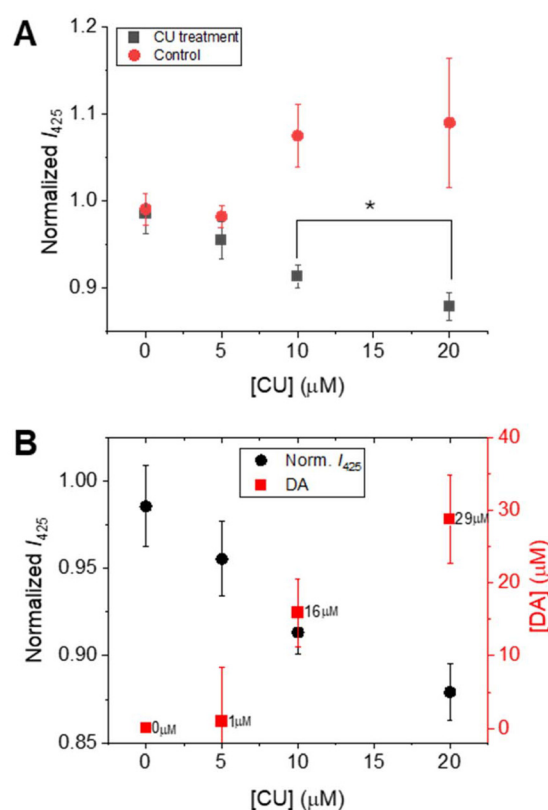 A
1.2
1.1
1.0
0.9
Normalized I425
CU treatment
Control
*
0 5 10 15 20
[CU] (µM)
B
1.00
0.95
0.90
0.85
Normalized I425
Norm. I425
DA
40
30
20
10
0
[DA] (µM)
29µM
16µM
0µM
1µM
0 5 10 15 20
[CU] (µM)